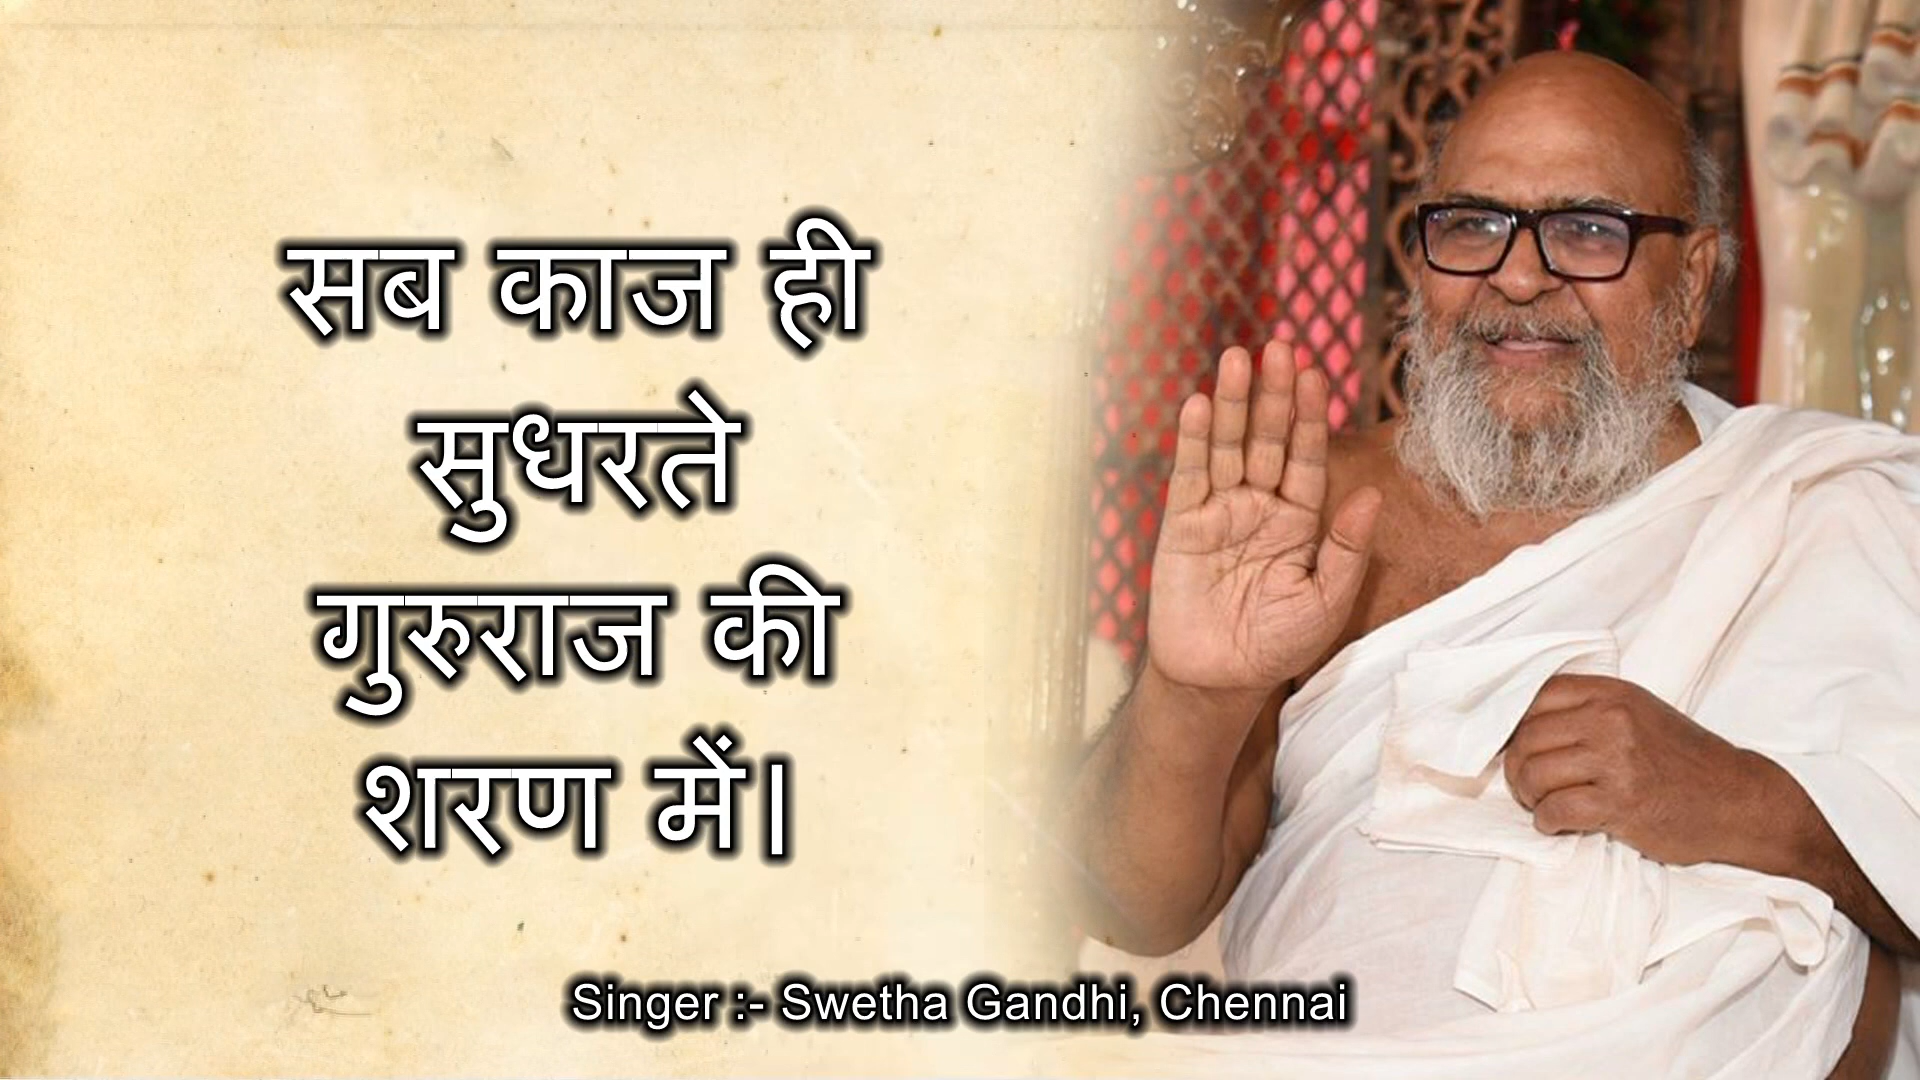 सब काज ही
सुधरते
गुरुराज की
शरण में।
Singer :- Swetha Gandhi, Chennai